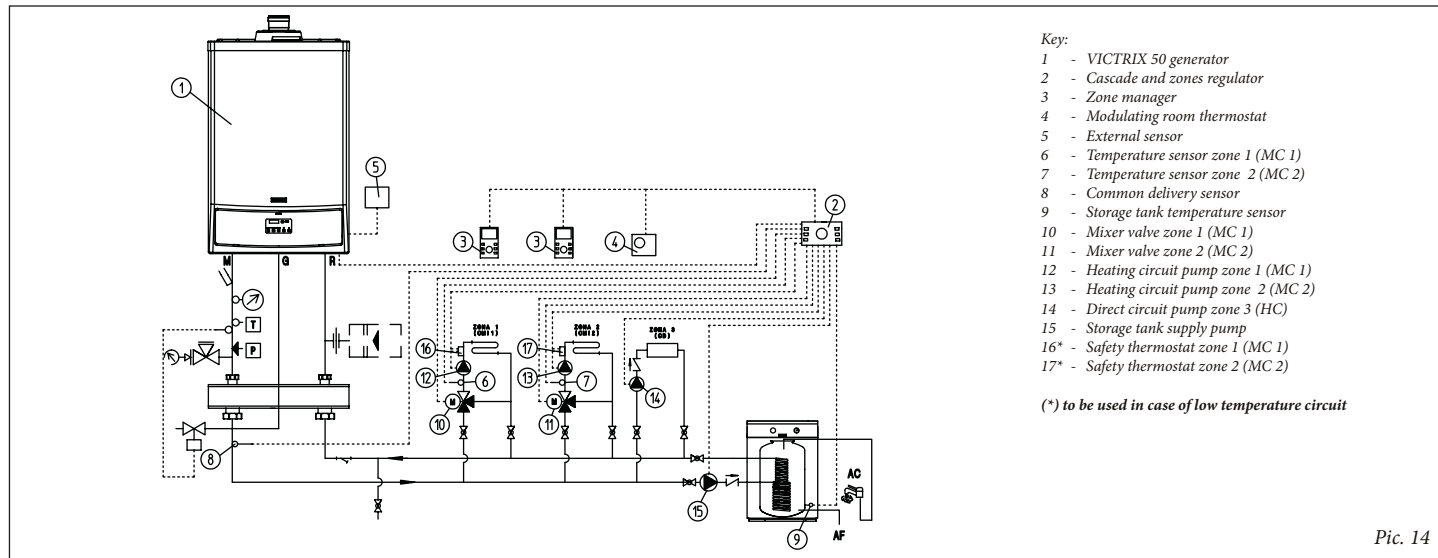 1
5
2
3
3
4
M
G
R
T
P
ZONA 1
(CMI1)
ZONA 2
(CMI2)
ZONA 3
(CD)
16
17
12
6
13
7
14
M
M
10
11
8
15
9
AC
AF
Key:
1 - VICTRIX 50 generator
2 - Cascade and zones regulator
3 - Zone manager
4 - Modulating room thermostat
5 - External sensor
6 - Temperature sensor zone 1 (MC 1)
7 - Temperature sensor zone 2 (MC 2)
8 - Common delivery sensor
9 - Storage tank temperature sensor
10 - Mixer valve zone 1 (MC 1)
11 - Mixer valve zone 2 (MC 2)
12 - Heating circuit pump zone 1 (MC 1)
13 - Heating circuit pump zone 2 (MC 2)
14 - Direct circuit pump zone 3 (HC)
15 - Storage tank supply pump
16* - Safety thermostat zone 1 (MC 1)
17* - Safety thermostat zone 2 (MC 2)
(*) to be used in case of low temperature circuit
Pic. 14